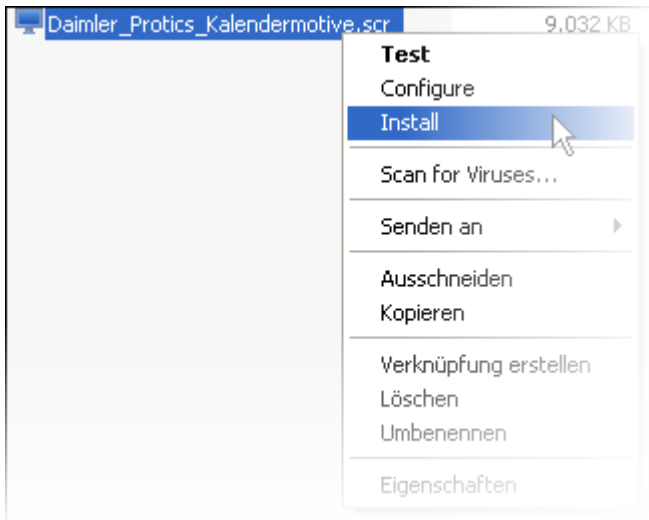 Daimler_Protics_Kalendermotive.scr 9.032 KB
Test
Configure
Install
Scan for Viruses...
Senden an
Ausschneiden
Kopieren
Verknüpfung erstellen
Löschen
Umbenennen
Eigenschaften